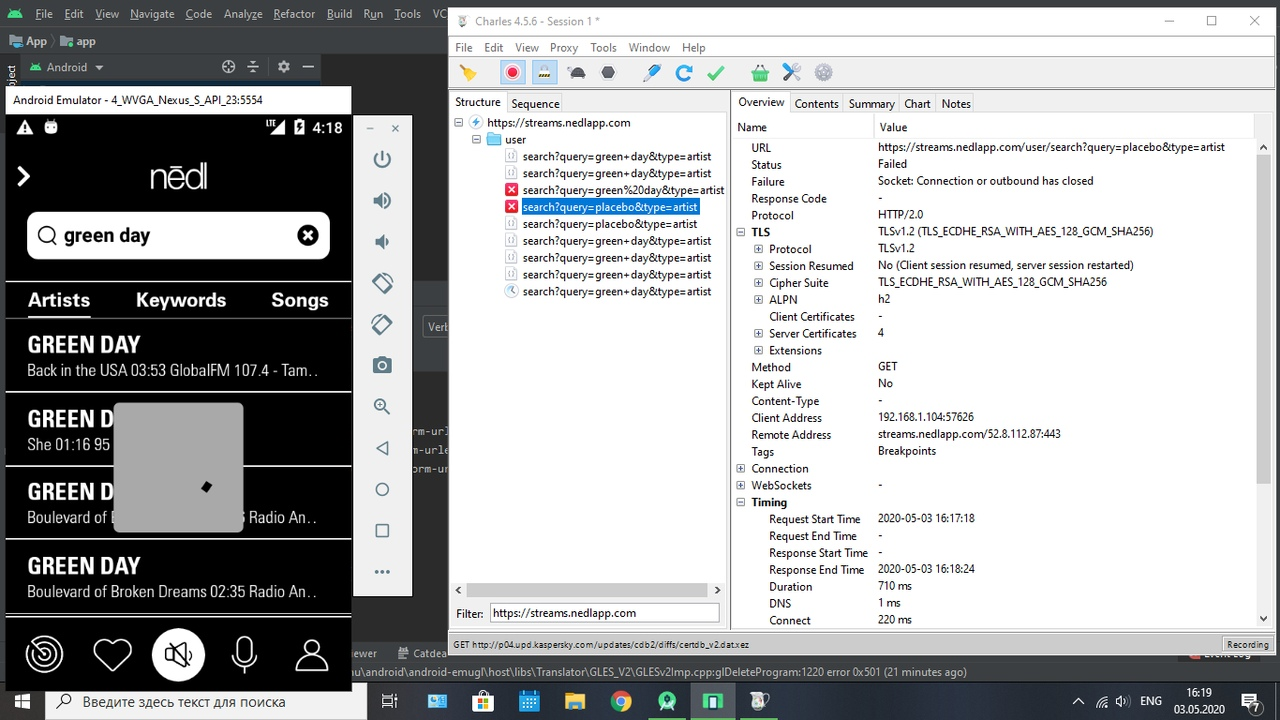 File Edit View Navigate Code Analyze Refactor Build Run Tools VC
App app
Android
Android Emulator - 4_WVGA_Nexus_S_API_23:5554
LTE 4:18
nēdl
green day
Artists Keywords Songs
GREEN DAY
Back in the USA 03:53 GlobalFM 107.4 - Tam..
GREEN D
She 01:16 95
GREEN D
Boulevard of Radio An..
GREEN DAY
Boulevard of Broken Dreams 02:35 Radio An..
Charles 4.5.6 - Session 1 *
File Edit View Proxy Tools Window Help
Structure Sequence
https://streams.nedlapp.com
user
search?query=green+day&type=artist
search?query=green+day&type=artist
search?query=green%20day&type=artist
search?query=placebo&type=artist
search?query=placebo&type=artist
search?query=green+day&type=artist
search?query=green+day&type=artist
search?query=green+day&type=artist
search?query=green+day&type=artist
Filter: https://streams.nedlapp.com
Overview Contents Summary Chart Notes
Name Value
URL https://streams.nedlapp.com/user/search?query=placebo&type=artist
Status Failed
Failure Socket: Connection or outbound has closed
Response Code -
Protocol HTTP/2.0
TLS TLSv1.2 (TLS_ECDHE_RSA_WITH_AES_128_GCM_SHA256)
Protocol TLSv1.2
Session Resumed No (Client session resumed, server session restarted)
Cipher Suite TLS_ECDHE_RSA_WITH_AES_128_GCM_SHA256
ALPN h2
Client Certificates -
Server Certificates 4
Extensions
Method GET
Kept Alive No
Content-Type -
Client Address 192.168.1.104:57626
Remote Address streams.nedlapp.com/52.8.112.87:443
Tags Breakpoints
Connection
WebSockets -
Timing
Request Start Time 2020-05-03 16:17:18
Request End Time -
Response Start Time -
Response End Time 2020-05-03 16:18:24
Duration 710 ms
DNS 1 ms
Connect 220 ms
GET http://p04.upd.kaspersky.com/updates/cdb2/diffs/certdb_v2.dat.xez Recording
nu\android\android-emugl\host\libs\Translator\GLES_V2\GLESv2Imp.cpp:glDeleteProgram:1220 error 0x501 (21 minutes ago)
Введите здесь текст для поиска
ENG
16:19
03.05.2020
7